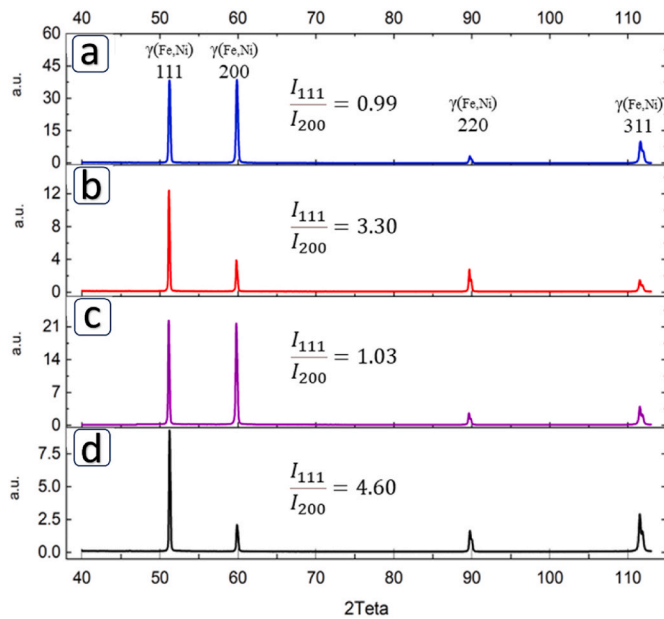 40 50 60 70 80 90 100 110
a
60
45
30
15
0
a.u.
γ(Fe,Ni) γ(Fe,Ni)
111 200
I111/I200 = 0.99
γ(Fe,Ni)
220
γ(Fe,Ni)
311
b
12
8
4
0
a.u.
I111/I200 = 3.30
c
21
14
7
0
a.u.
I111/I200 = 1.03
d
7.5
5.0
2.5
0.0
a.u.
I111/I200 = 4.60
40 50 60 70 80 90 100 110
2Teta